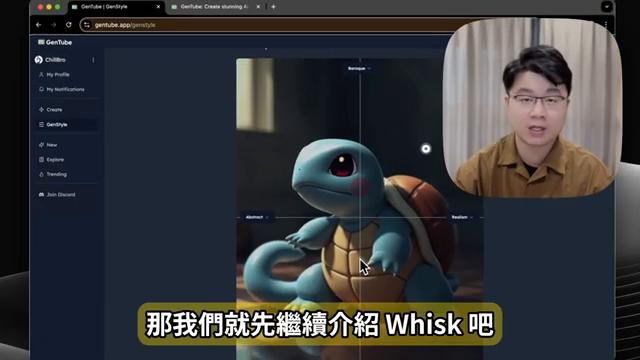 GenTube | GenStyle
GenTube: Create stunning AI
gentube.app/genstyle
GenTube
ChillBro
My Profile
My Notifications
Create
GenStyle
New
Explore
Trending
Join Discord
Baroque
Abstract
Realism
那我們就先繼續介紹 Whisk 吧